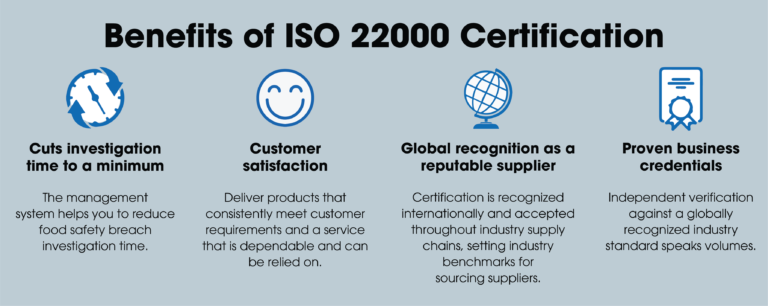 Benefits of ISO 22000 Certification
Cuts investigation
time to a minimum
The management
system helps you to reduce
food safety breach
investigation time.
Customer
satisfaction
Deliver products that
consistently meet customer
requirements and a service
that is dependable and can
be relied on.
Global recognition as a
reputable supplier
Certification is recognized
internationally and accepted
throughout industry supply
chains, setting industry
benchmarks for
sourcing suppliers.
Proven business
credentials
Independent verification
against a globally
recognized industry
standard speaks volumes.